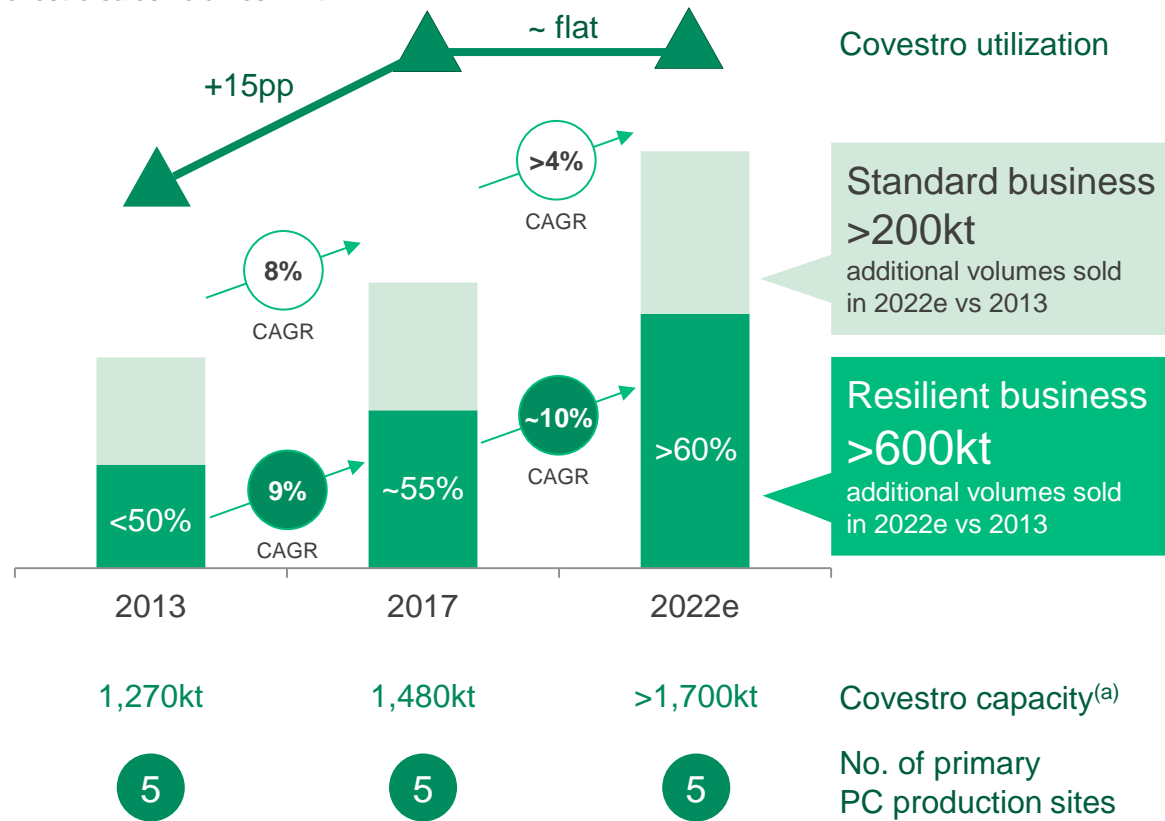 ~ flat
Covestro utilization
+15pp
>4%
CAGR
Standard business
>200kt
additional volumes sold
in 2022e vs 2013
8%
CAGR
Resilient business
>600kt
additional volumes sold
in 2022e vs 2013
~10%
CAGR
>60%
~55%
9%
CAGR
<50%
2013
2017
2022e
1,270kt
1,480kt
>1,700kt
Covestro capacity(a)
5
5
5
No. of primary
PC production sites